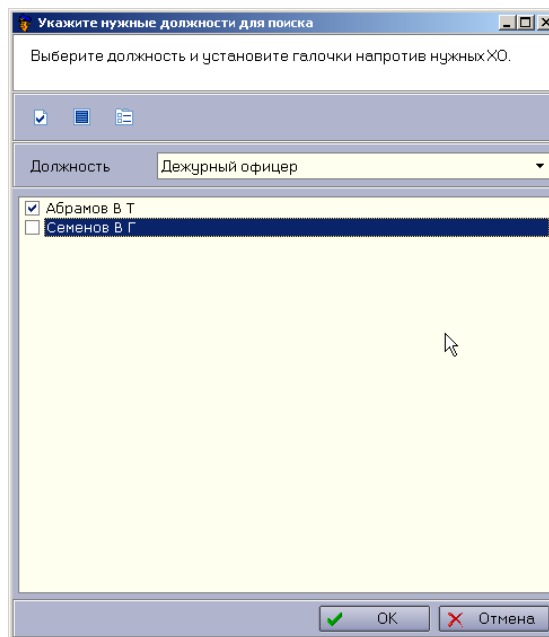 Укажите нужные должности для поиска
Выберите должность и установите галочки напротив нужных ХО.
Должность Дежурный офицер
Абрамов В Т
Семенов В Г
OK Отмена